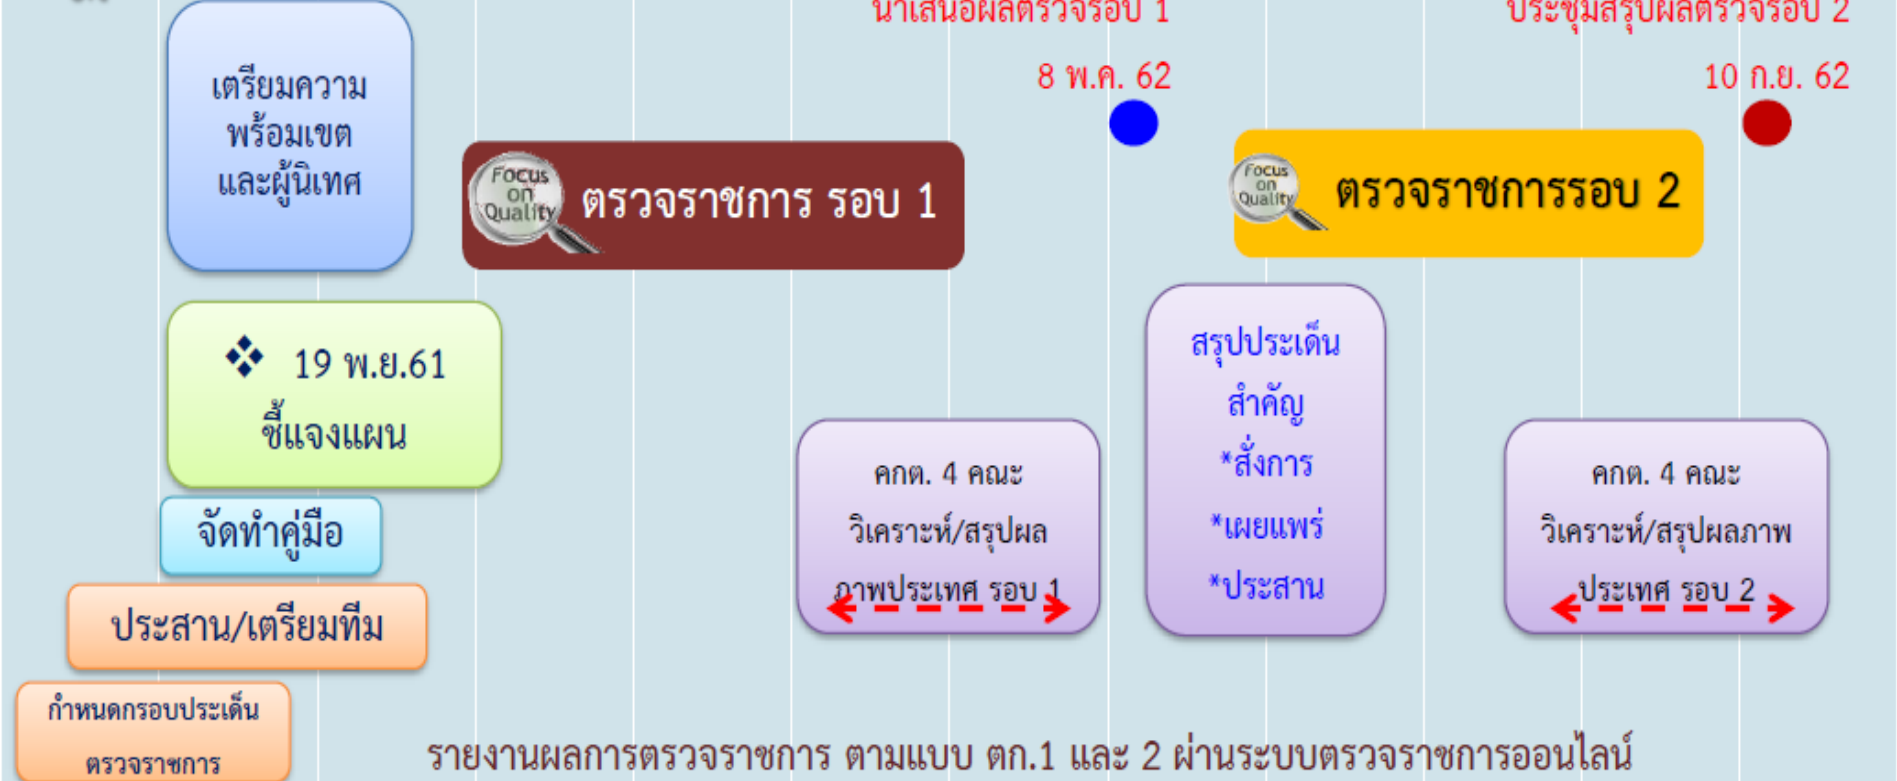 นำเสนอผลตรวจรอบ 1
8 พ.ค. 62
ประชุมสรุปผลตรวจรอบ 2
10 ก.ย. 62
เตรียมความ
พร้อมเขต
และผู้นิเทศ
Focus
on
Quality
ตรวจราชการ รอบ 1
Focus
on
Quality
ตรวจราชการรอบ 2
❖ 19 พ.ย.61
ชี้แจงแผน
สรุปประเด็น
สำคัญ
*สั่งการ
*เผยแพร่
*ประสาน
คกต. 4 คณะ
วิเคราะห์/สรุปผล
ภาพประเทศ รอบ 1
คกต. 4 คณะ
วิเคราะห์/สรุปผลภาพ
ประเทศ รอบ 2
จัดทำคู่มือ
ประสาน/เตรียมทีม
กำหนดกรอบประเด็น
ตรวจราชการ
รายงานผลการตรวจราชการ ตามแบบ ตก.1 และ 2 ผ่านระบบตรวจราชการออนไลน์